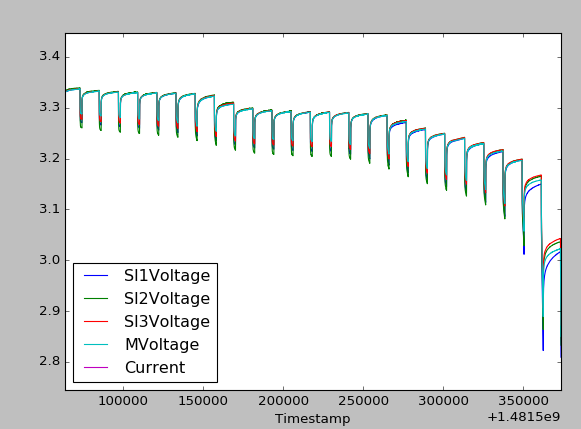 3.4
3.3
3.2
3.1
3.0
2.9
2.8
SI1Voltage
SI2Voltage
SI3Voltage
MVoltage
Current
100000 150000 200000 250000 300000 350000
Timestamp
+1.4815e9